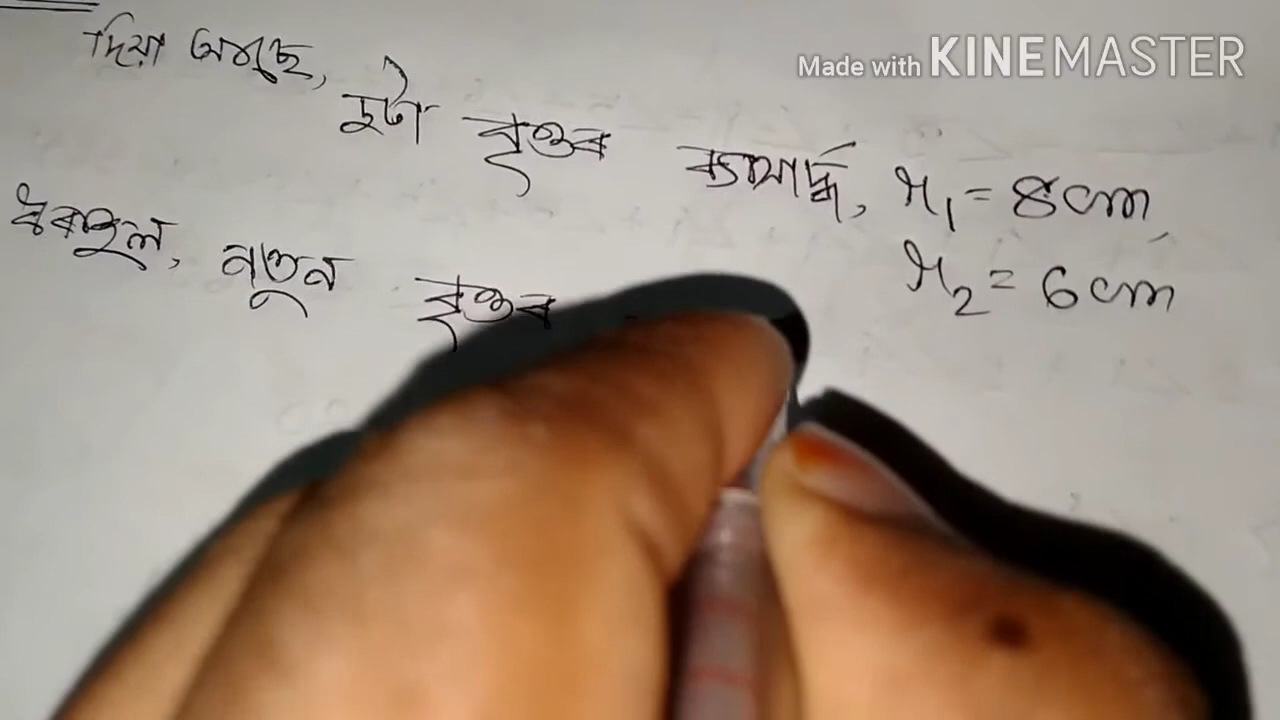 Made with KINEMASTER
দিয়া আছে, দুটা বৃত্তৰ ব্যাসাৰ্দ্ধ, r₁ = 8cm,
r₂ = 6cm
ধৰাহ'ল, নতুন বৃত্তৰ